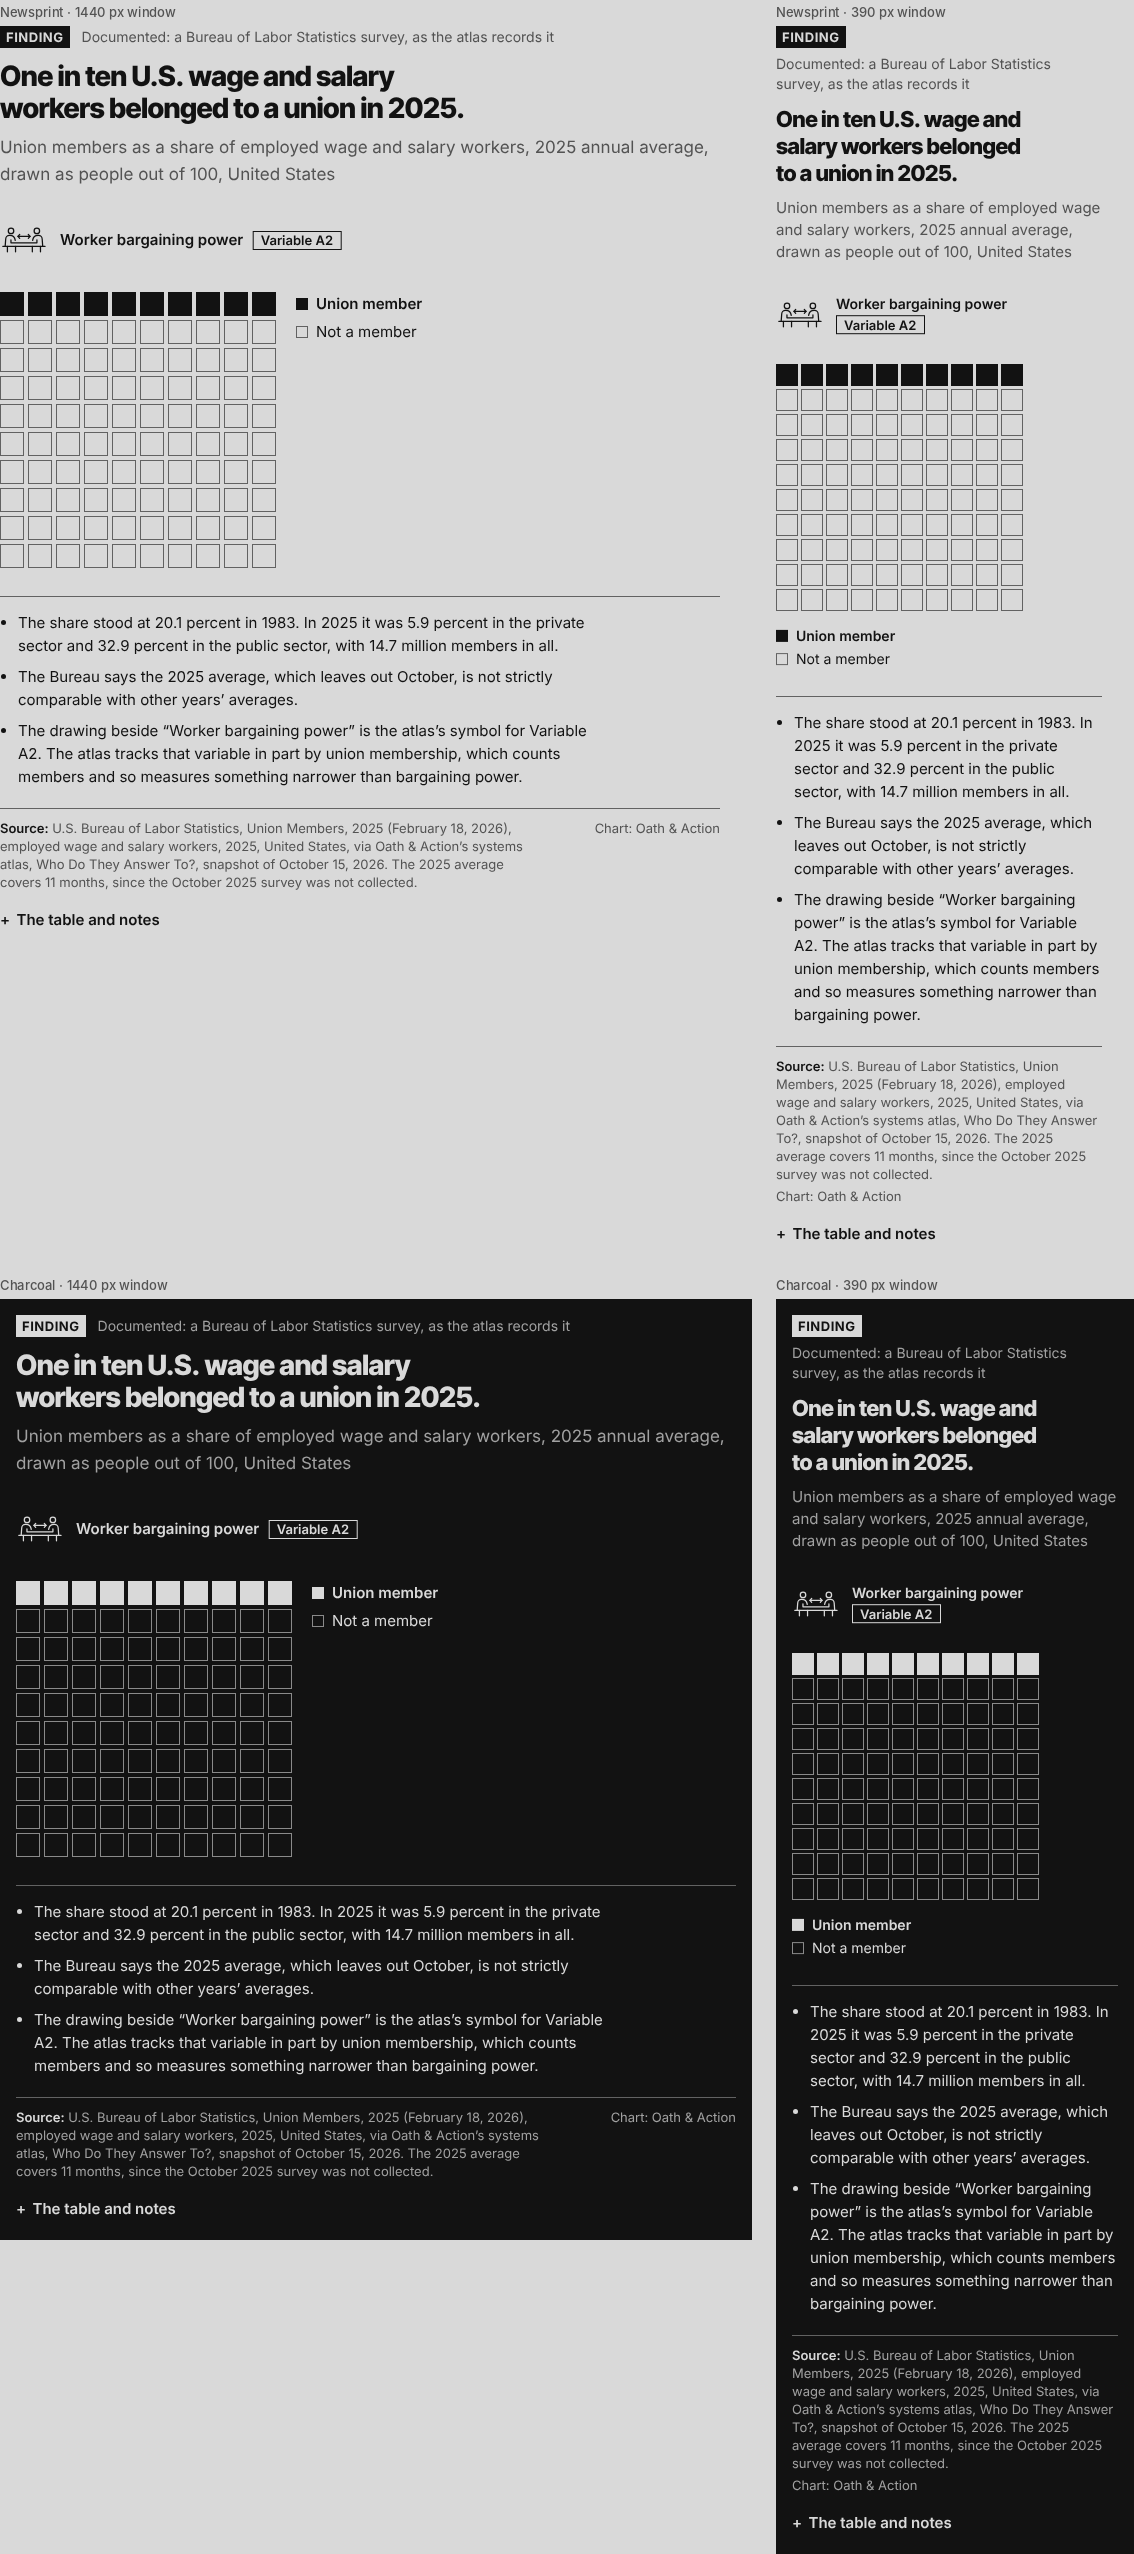 Newsprint · 1440 px window
FINDING Documented: a Bureau of Labor Statistics survey, as the atlas records it
One in ten U.S. wage and salary
workers belonged to a union in 2025.
Union members as a share of employed wage and salary workers, 2025 annual average,
drawn as people out of 100, United States
Worker bargaining power Variable A2
Union member
Not a member
• The share stood at 20.1 percent in 1983. In 2025 it was 5.9 percent in the private
sector and 32.9 percent in the public sector, with 14.7 million members in all.
• The Bureau says the 2025 average, which leaves out October, is not strictly
comparable with other years’ averages.
• The drawing beside “Worker bargaining power” is the atlas’s symbol for Variable
A2. The atlas tracks that variable in part by union membership, which counts
members and so measures something narrower than bargaining power.
Source: U.S. Bureau of Labor Statistics, Union Members, 2025 (February 18, 2026),
employed wage and salary workers, 2025, United States, via Oath & Action’s systems
atlas, Who Do They Answer To?, snapshot of October 15, 2026. The 2025 average
covers 11 months, since the October 2025 survey was not collected.
Chart: Oath & Action
+ The table and notes
Newsprint · 390 px window
FINDING
Documented: a Bureau of Labor Statistics
survey, as the atlas records it
One in ten U.S. wage and
salary workers belonged
to a union in 2025.
Union members as a share of employed wage
and salary workers, 2025 annual average,
drawn as people out of 100, United States
Worker bargaining power
Variable A2
Union member
Not a member
• The share stood at 20.1 percent in 1983. In
2025 it was 5.9 percent in the private
sector and 32.9 percent in the public
sector, with 14.7 million members in all.
• The Bureau says the 2025 average, which
leaves out October, is not strictly
comparable with other years’ averages.
• The drawing beside “Worker bargaining
power” is the atlas’s symbol for Variable
A2. The atlas tracks that variable in part by
union membership, which counts members
and so measures something narrower than
bargaining power.
Source: U.S. Bureau of Labor Statistics, Union
Members, 2025 (February 18, 2026), employed
wage and salary workers, 2025, United States, via
Oath & Action’s systems atlas, Who Do They Answer
To?, snapshot of October 15, 2026. The 2025
average covers 11 months, since the October 2025
survey was not collected.
Chart: Oath & Action
+ The table and notes
Charcoal · 1440 px window
FINDING Documented: a Bureau of Labor Statistics survey, as the atlas records it
One in ten U.S. wage and salary
workers belonged to a union in 2025.
Union members as a share of employed wage and salary workers, 2025 annual average,
drawn as people out of 100, United States
Worker bargaining power Variable A2
Union member
Not a member
• The share stood at 20.1 percent in 1983. In 2025 it was 5.9 percent in the private
sector and 32.9 percent in the public sector, with 14.7 million members in all.
• The Bureau says the 2025 average, which leaves out October, is not strictly
comparable with other years’ averages.
• The drawing beside “Worker bargaining power” is the atlas’s symbol for Variable
A2. The atlas tracks that variable in part by union membership, which counts
members and so measures something narrower than bargaining power.
Source: U.S. Bureau of Labor Statistics, Union Members, 2025 (February 18, 2026),
employed wage and salary workers, 2025, United States, via Oath & Action’s systems
atlas, Who Do They Answer To?, snapshot of October 15, 2026. The 2025 average
covers 11 months, since the October 2025 survey was not collected.
Chart: Oath & Action
+ The table and notes
Charcoal · 390 px window
FINDING
Documented: a Bureau of Labor Statistics
survey, as the atlas records it
One in ten U.S. wage and
salary workers belonged
to a union in 2025.
Union members as a share of employed wage
and salary workers, 2025 annual average,
drawn as people out of 100, United States
Worker bargaining power
Variable A2
Union member
Not a member
• The share stood at 20.1 percent in 1983. In
2025 it was 5.9 percent in the private
sector and 32.9 percent in the public
sector, with 14.7 million members in all.
• The Bureau says the 2025 average, which
leaves out October, is not strictly
comparable with other years’ averages.
• The drawing beside “Worker bargaining
power” is the atlas’s symbol for Variable
A2. The atlas tracks that variable in part by
union membership, which counts members
and so measures something narrower than
bargaining power.
Source: U.S. Bureau of Labor Statistics, Union
Members, 2025 (February 18, 2026), employed
wage and salary workers, 2025, United States, via
Oath & Action’s systems atlas, Who Do They Answer
To?, snapshot of October 15, 2026. The 2025
average covers 11 months, since the October 2025
survey was not collected.
Chart: Oath & Action
+ The table and notes